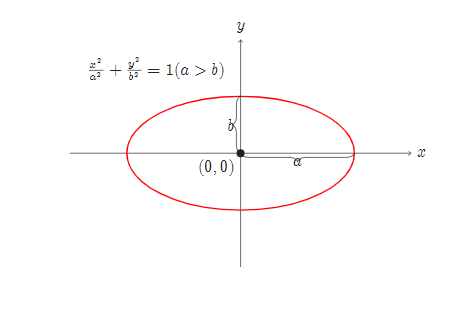 y
x²/a² + y²/b² = 1(a > b)
b
x
(0, 0)
a